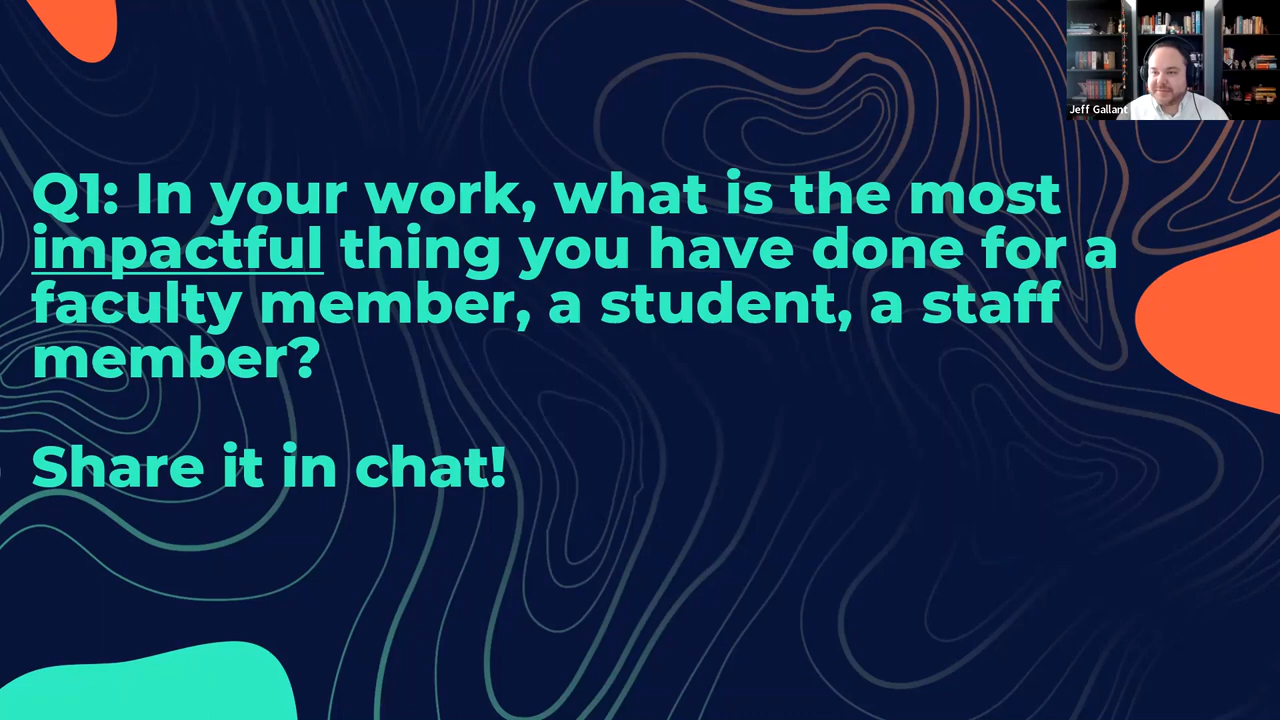 Jeff Gallant
Q1: In your work, what is the most
impactful thing you have done for a
faculty member, a student, a staff
member?
Share it in chat!